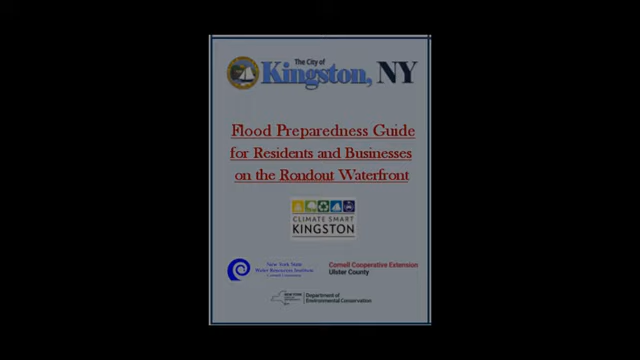 The City of
Kingston, NY
Flood Preparedness Guide
for Residents and Businesses
on the Rondout Waterfront
CLIMATE SMART
KINGSTON
New York State
Water Resources Institute
Cornell Cooperative Extension
Ulster County
Department of
Environmental Conservation